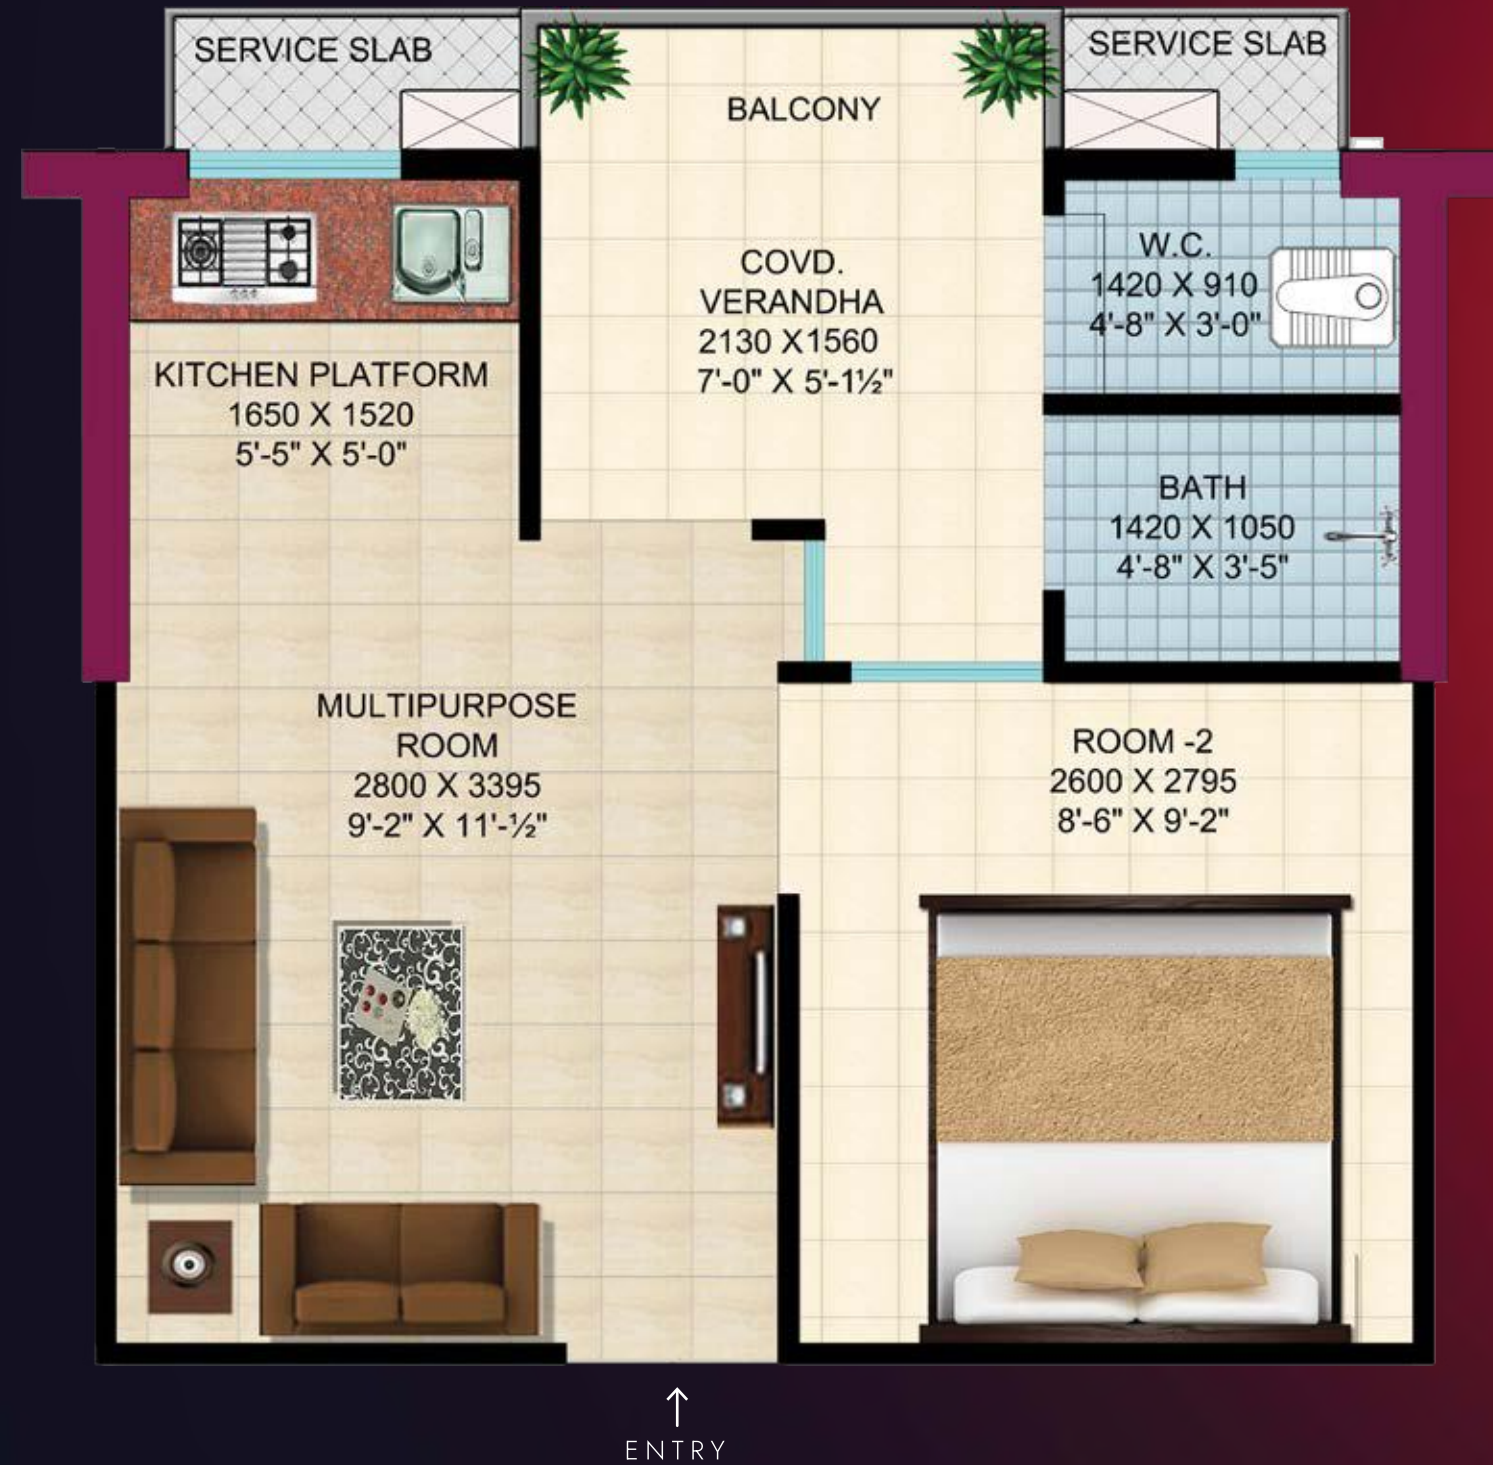 SERVICE SLAB
SERVICE SLAB
BALCONY
COVD.
VERANDHA
2130 X1560
7'-0" X 5'-1½"
W.C.
1420 X 910
4'-8" X 3'-0"
KITCHEN PLATFORM
1650 X 1520
5'-5" X 5'-0"
BATH
1420 X 1050
4'-8" X 3'-5"
MULTIPURPOSE
ROOM
2800 X 3395
9'-2" X 11'-½"
ROOM -2
2600 X 2795
8'-6" X 9'-2"
ENTRY